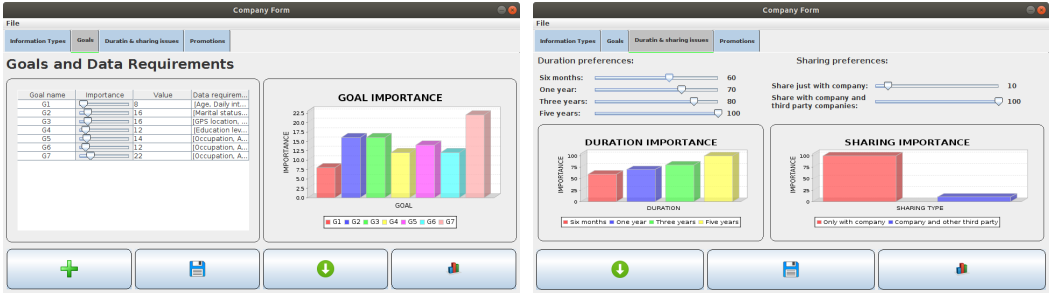 Company Form
File
Information Types Goals Duratin & sharing issues Promotions
Goals and Data Requirements
Goal name Importance Value Data requirem...
G1 8 [Age, Daily int...
G2 16 [Marital status...
G3 16 [GPS location, ...
G4 12 [Education lev...
G5 14 [Occupation, A...
G6 12 [Occupation, A...
G7 22 [Occupation, A...
GOAL IMPORTANCE
IMPORTANCE
22.5
20.0
17.5
15.0
12.5
10.0
7.5
5.0
2.5
0.0
GOAL
G1 G2 G3 G4 G5 G6 G7
Company Form
File
Information Types Goals Duratin & sharing issues Promotions
Duration preferences:
Six months: 60
One year: 70
Three years: 80
Five years: 100
Sharing preferences:
Share just with company: 10
Share with company and
third party companies: 100
DURATION IMPORTANCE
IMPORTANCE
100
75
50
25
0
DURATION
Six months One year Three years Five years
SHARING IMPORTANCE
IMPORTANCE
100
75
50
25
0
SHARING TYPE
Only with company Company and other third party